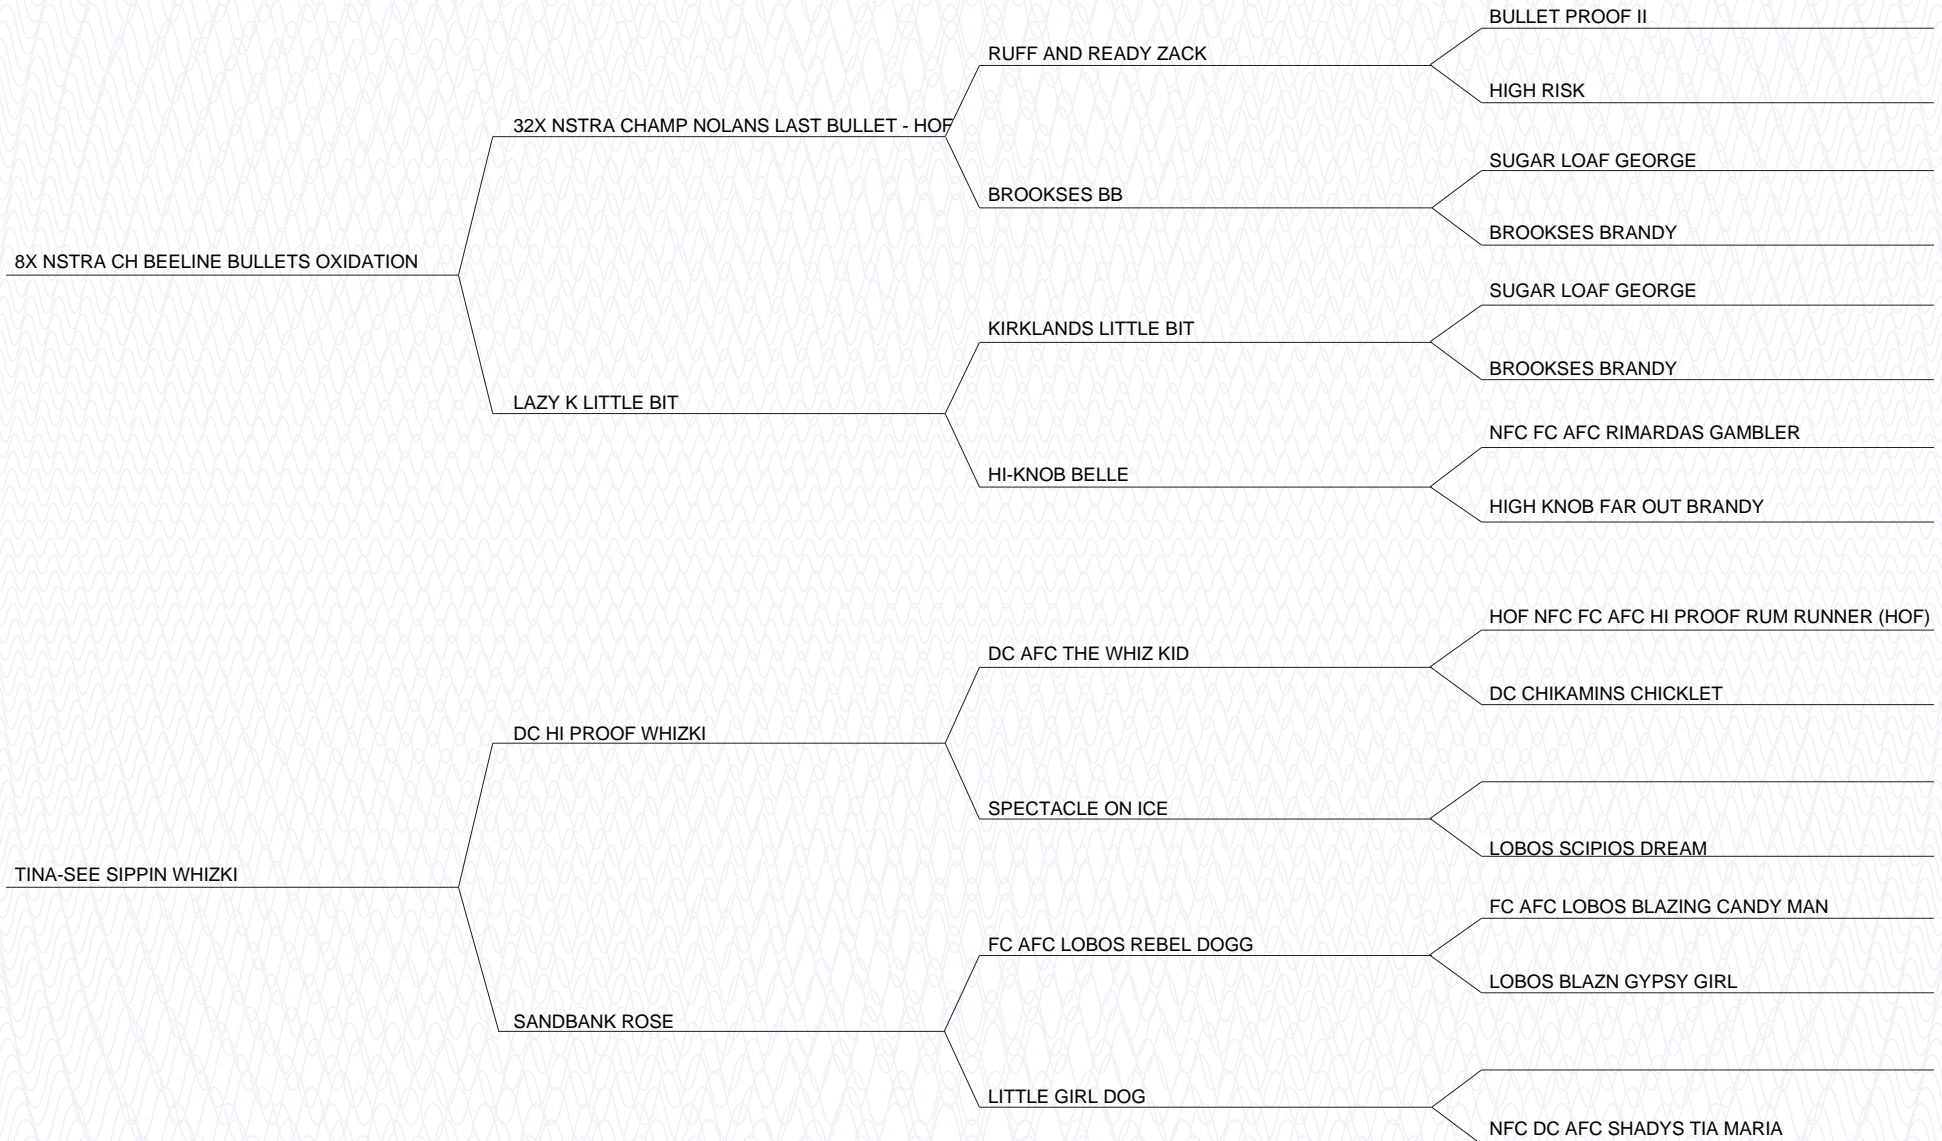 BULLET PROOF II
RUFF AND READY ZACK
HIGH RISK
32X NSTRA CHAMP NOLANS LAST BULLET - HOF
SUGAR LOAF GEORGE
BROOKSES BB
BROOKSES BRANDY
8X NSTRA CH BEELINE BULLETS OXIDATION
SUGAR LOAF GEORGE
KIRKLANDS LITTLE BIT
BROOKSES BRANDY
LAZY K LITTLE BIT
NFC FC AFC RIMARDAS GAMBLER
HI-KNOB BELLE
HIGH KNOB FAR OUT BRANDY
HOF NFC FC AFC HI PROOF RUM RUNNER (HOF)
DC AFC THE WHIZ KID
DC CHIKAMINS CHICKLET
DC HI PROOF WHIZKI
SPECTACLE ON ICE
LOBOS SCIPIOS DREAM
TINA-SEE SIPPIN WHIZKI
FC AFC LOBOS BLAZING CANDY MAN
FC AFC LOBOS REBEL DOGG
LOBOS BLAZN GYPSY GIRL
SANDBANK ROSE
LITTLE GIRL DOG
NFC DC AFC SHADYS TIA MARIA